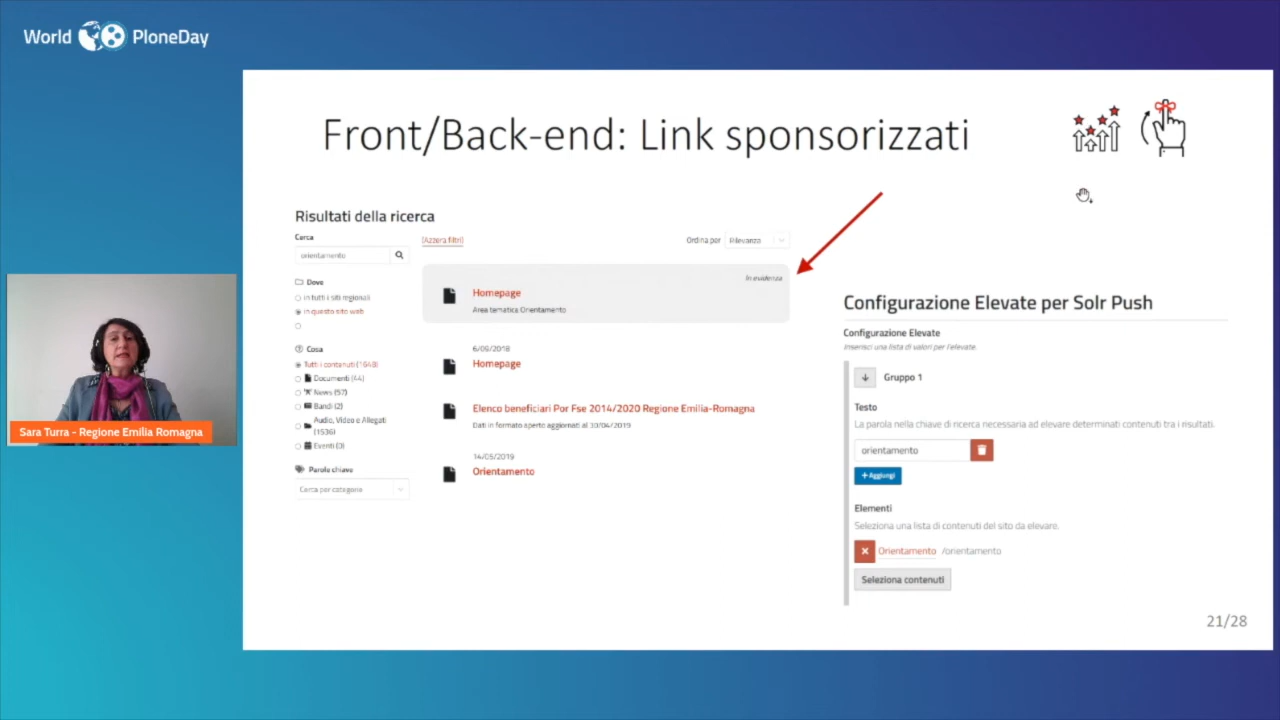 World PloneDay
Front/Back-end: Link sponsorizzati
Risultati della ricerca
Cerca
orientamento
Dove
in tutti i siti regionali
in questo sito web
Cosa
Tutti i contenuti (1649)
Documenti (44)
News (57)
Bandi (2)
Audio, Video e Allegati
(1536)
Eventi (3)
Parole chiave
Cerca per categorie
[Azzera filtri]
Ordina per Rilevanza
In evidenza
Homepage
Area tematica Orientamento
6/09/2018
Homepage
Elenco beneficiari Por Fse 2014/2020 Regione Emilia-Romagna
Dati in formato aperto aggiornati al 30/04/2019
14/05/2019
Orientamento
Configurazione Elevate per Solr Push
Configurazione Elevate
Inserisci una lista di valori per l'elevate.
Gruppo 1
Testo
La parola nella chiave di ricerca necessaria ad elevare determinati contenuti tra i risultati.
orientamento
+ Aggiungi
Elementi
Seleziona una lista di contenuti del sito da elevare.
Orientamento /orientamento
Seleziona contenuti
21/28
Sara Turra - Regione Emilia Romagna